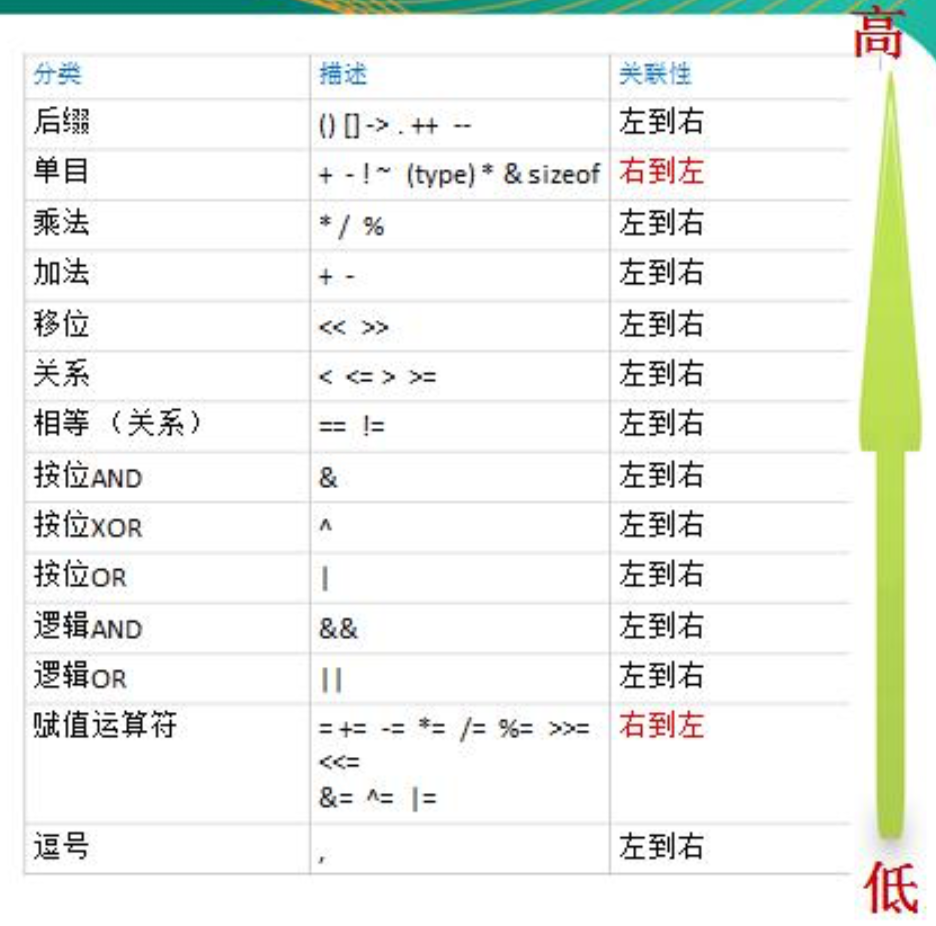 高
分类 描述 关联性
后缀 () [] -> . ++ -- 左到右
单目 + - ! ~ (type) * & sizeof 右到左
乘法 * / % 左到右
加法 + - 左到右
移位 << >> 左到右
关系 < <= > >= 左到右
相等 （关系） == != 左到右
按位AND & 左到右
按位XOR ^ 左到右
按位OR | 左到右
逻辑AND && 左到右
逻辑OR || 左到右
赋值运算符 = += -= *= /= %= >>= 右到左
<<=
&= ^= |=
逗号 , 左到右
低